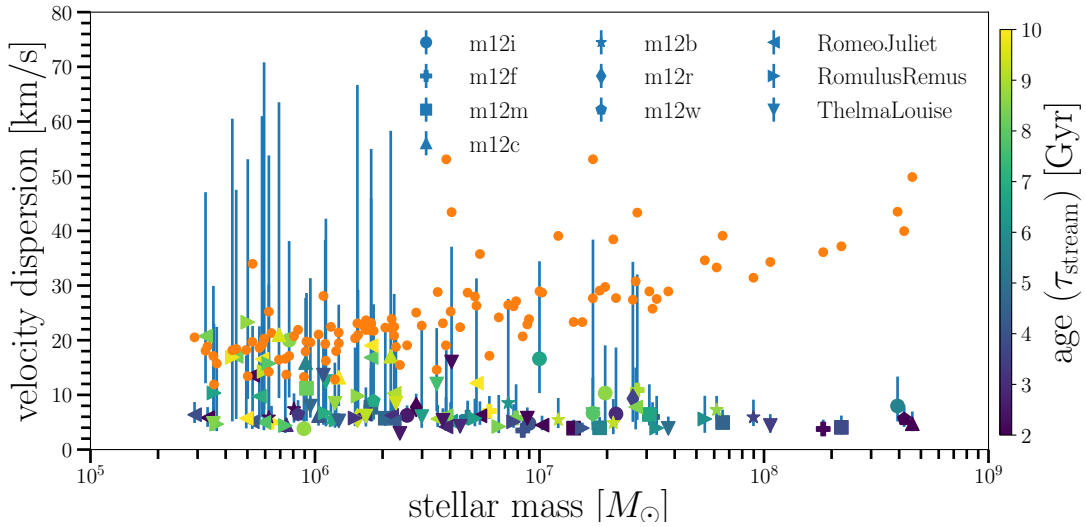 80
70
60
50
40
30
20
10
0
velocity dispersion [km/s]
m12i
m12f
m12m
m12c
m12b
m12r
m12w
RomeoJuliet
RomulusRemus
ThelmaLouise
10^5
10^6
10^7
10^8
10^9
stellar mass [M_⊙]
10
9
8
7
6
5
4
3
2
age (τ_stream) [Gyr]